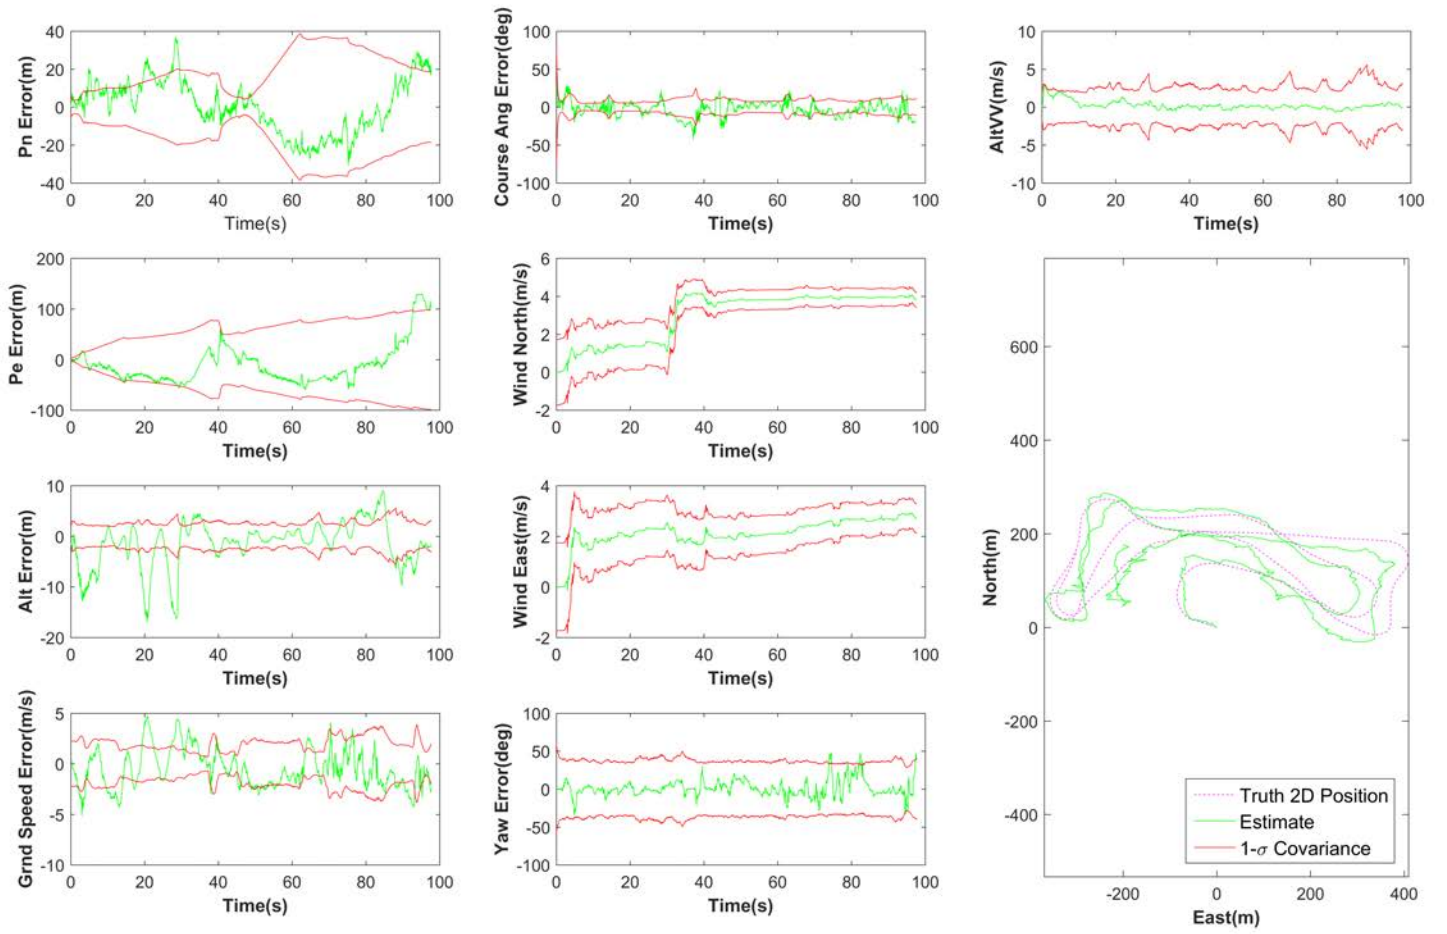 Pn Error(m)
40
20
0
-20
-40
0 20 40 60 80 100
Time(s)
Course Ang Error(deg)
100
50
0
-50
-100
0 20 40 60 80 100
Time(s)
AltVV(m/s)
10
5
0
-5
-10
0 20 40 60 80 100
Time(s)
Pe Error(m)
200
100
0
-100
0 20 40 60 80 100
Time(s)
Wind North(m/s)
6
4
2
0
-2
0 20 40 60 80 100
Time(s)
Alt Error(m)
10
0
-10
-20
0 20 40 60 80 100
Time(s)
Wind East(m/s)
4
2
0
-2
0 20 40 60 80 100
Time(s)
Grnd Speed Error(m/s)
5
0
-5
-10
0 20 40 60 80 100
Time(s)
Yaw Error(deg)
100
50
0
-50
-100
0 20 40 60 80 100
Time(s)
North(m)
600
400
200
0
-200
-400
-200 0 200 400
East(m)
Truth 2D Position
Estimate
1-σ Covariance